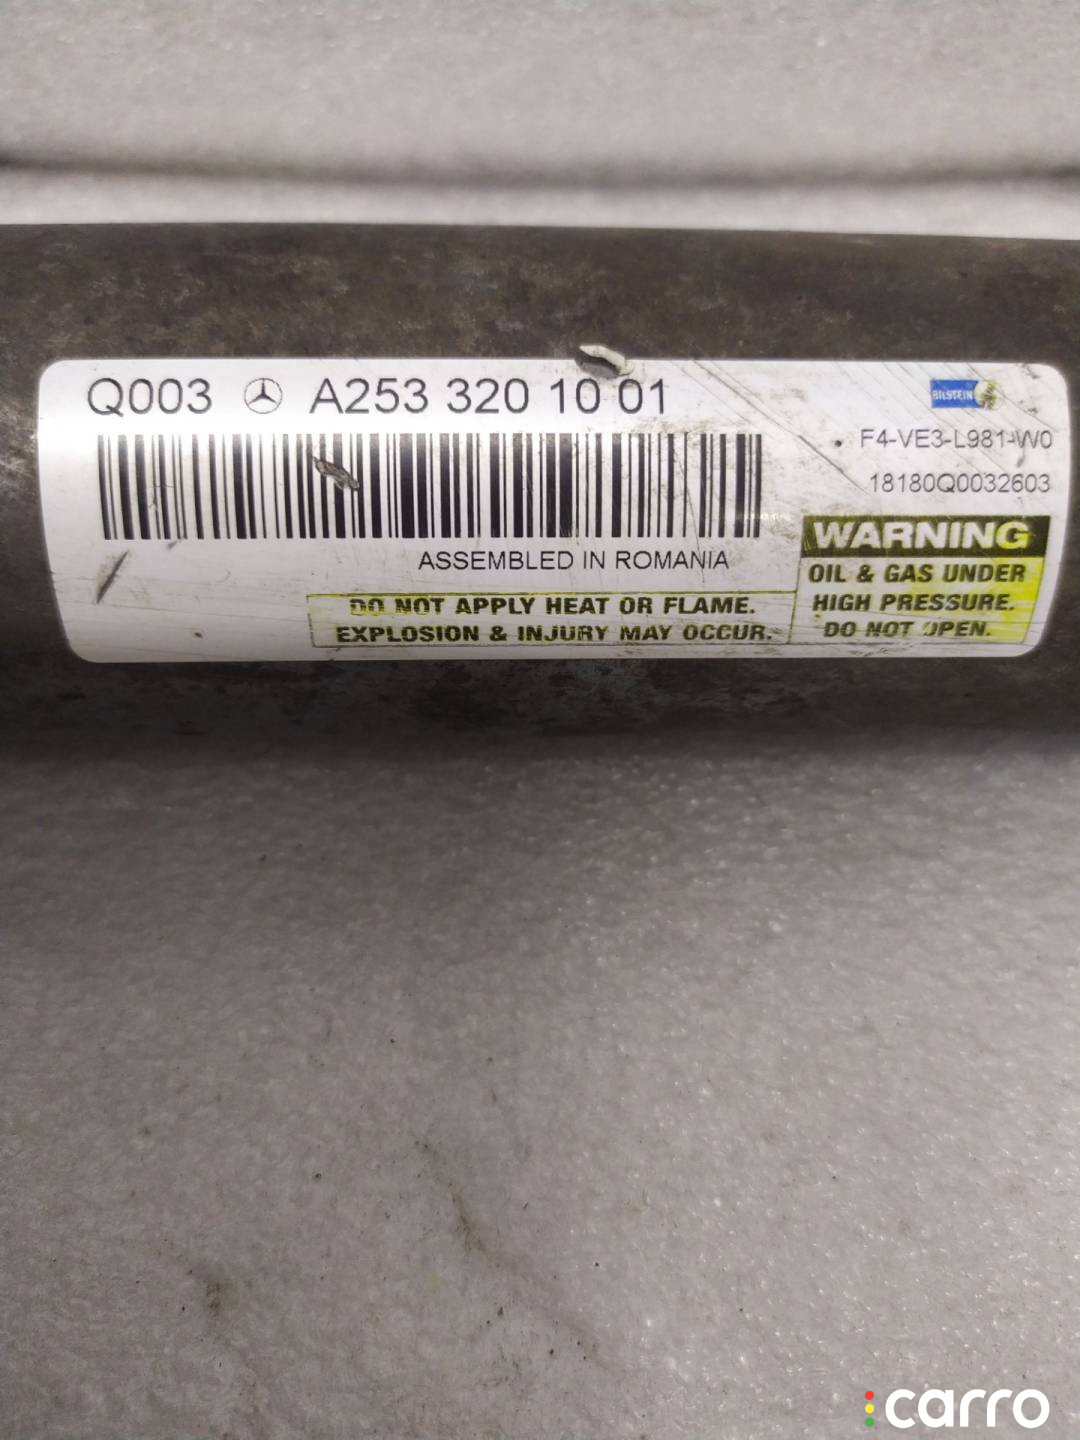 Q003 A253 320 10 01
BILSTEIN
F4-VE3-L981-W0
18180Q0032603
ASSEMBLED IN ROMANIA
WARNING
OIL & GAS UNDER
HIGH PRESSURE.
DO NOT OPEN.
DO NOT APPLY HEAT OR FLAME.
EXPLOSION & INJURY MAY OCCUR.
carro